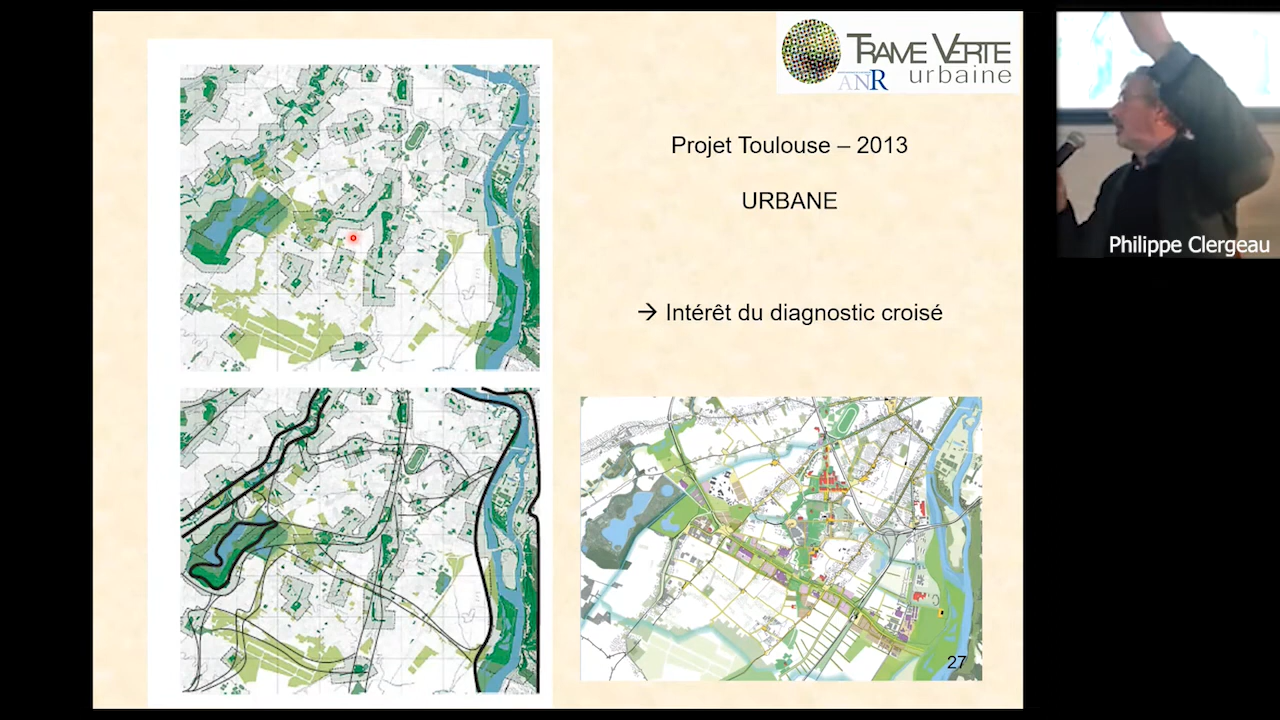 TRAME VERTE
ANR urbaine
Projet Toulouse – 2013
URBANE
→ Intérêt du diagnostic croisé
27
Philippe Clergeau